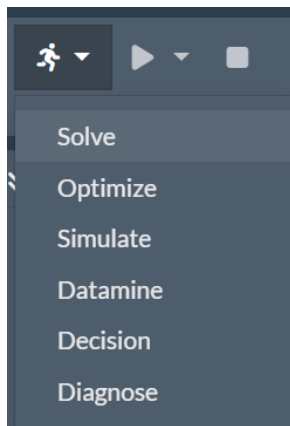 Solve
Optimize
Simulate
Datamine
Decision
Diagnose